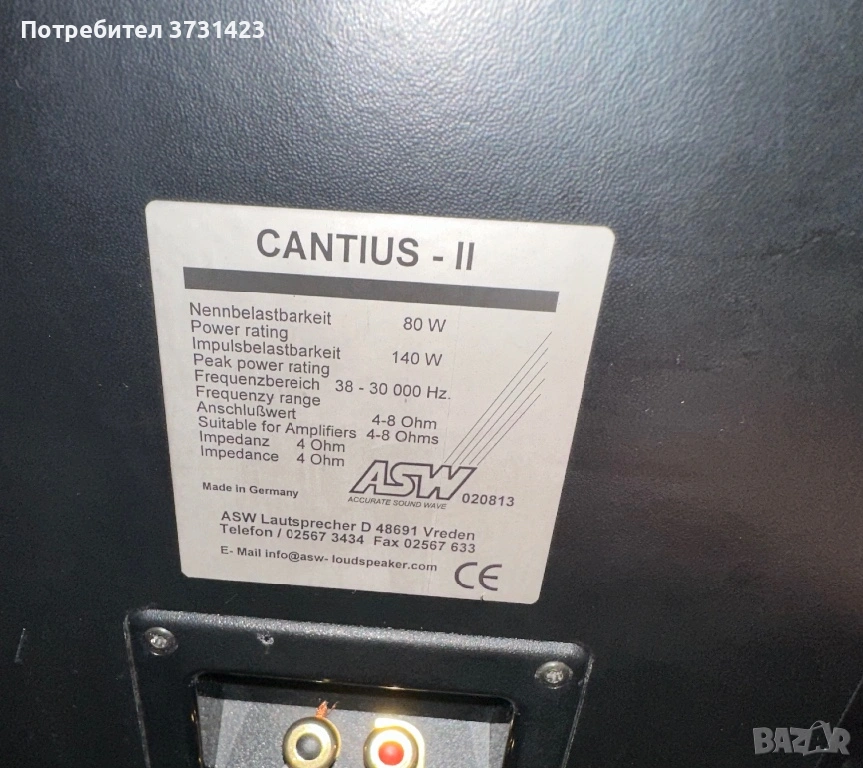 Потребител 3731423
CANTIUS - II
Nennbelastbarkeit 80 W
Power rating
Impulsbelastbarkeit 140 W
Peak power rating
Frequenzbereich 38 - 30 000 Hz.
Frequenzy range
Anschlußwert 4-8 Ohm
Suitable for Amplifiers 4-8 Ohms
Impedanz 4 Ohm
Impedance 4 Ohm
ASW
ACCURATE SOUND WAVE
020813
Made in Germany
ASW Lautsprecher D 48691 Vreden
Telefon / 02567 3434 Fax 02567 633
E- Mail info@asw- loudspeaker.com
CE
BAZAR